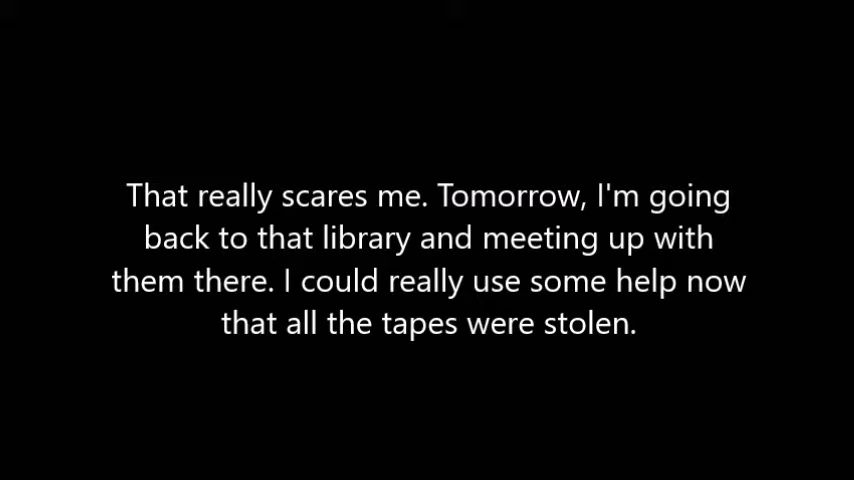 That really scares me. Tomorrow, I'm going
back to that library and meeting up with
them there. I could really use some help now
that all the tapes were stolen.